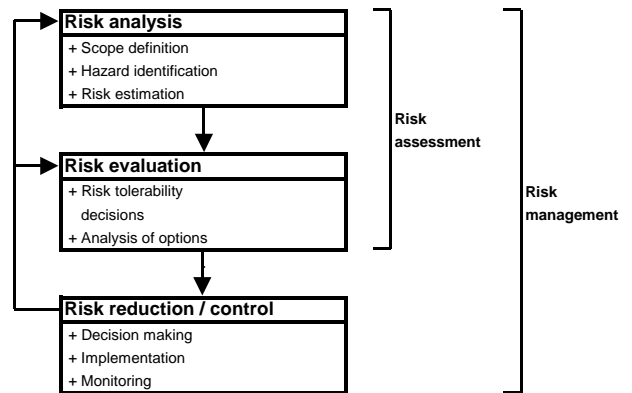 Risk analysis
+ Scope definition
+ Hazard identification
+ Risk estimation
Risk
assessment
Risk evaluation
+ Risk tolerability
decisions
+ Analysis of options
Risk
management
Risk reduction / control
+ Decision making
+ Implementation
+ Monitoring